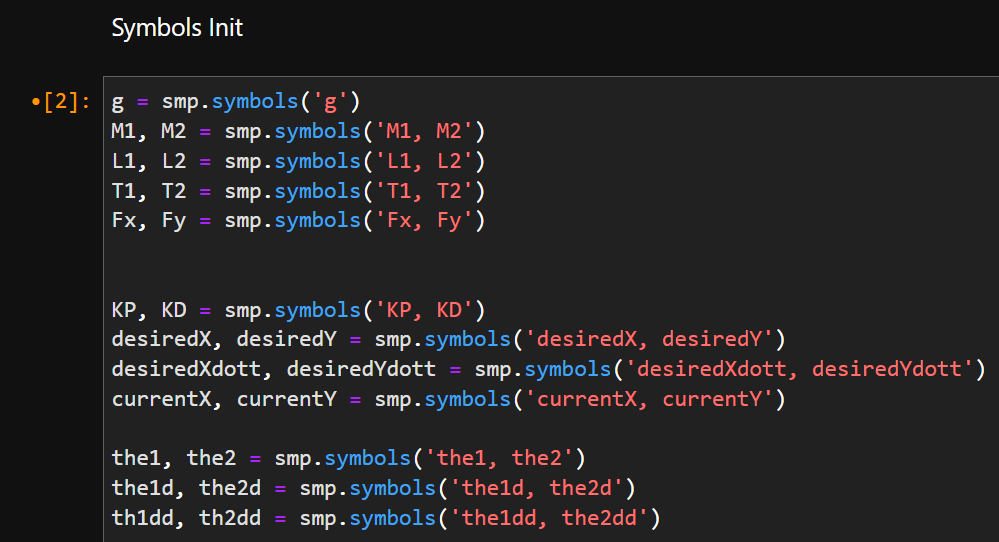 Symbols Init
•[2]: g = smp.symbols('g')
M1, M2 = smp.symbols('M1, M2')
L1, L2 = smp.symbols('L1, L2')
T1, T2 = smp.symbols('T1, T2')
Fx, Fy = smp.symbols('Fx, Fy')
KP, KD = smp.symbols('KP, KD')
desiredX, desiredY = smp.symbols('desiredX, desiredY')
desiredXdott, desiredYdott = smp.symbols('desiredXdott, desiredYdott')
currentX, currentY = smp.symbols('currentX, currentY')
the1, the2 = smp.symbols('the1, the2')
the1d, the2d = smp.symbols('the1d, the2d')
th1dd, th2dd = smp.symbols('the1dd, the2dd')